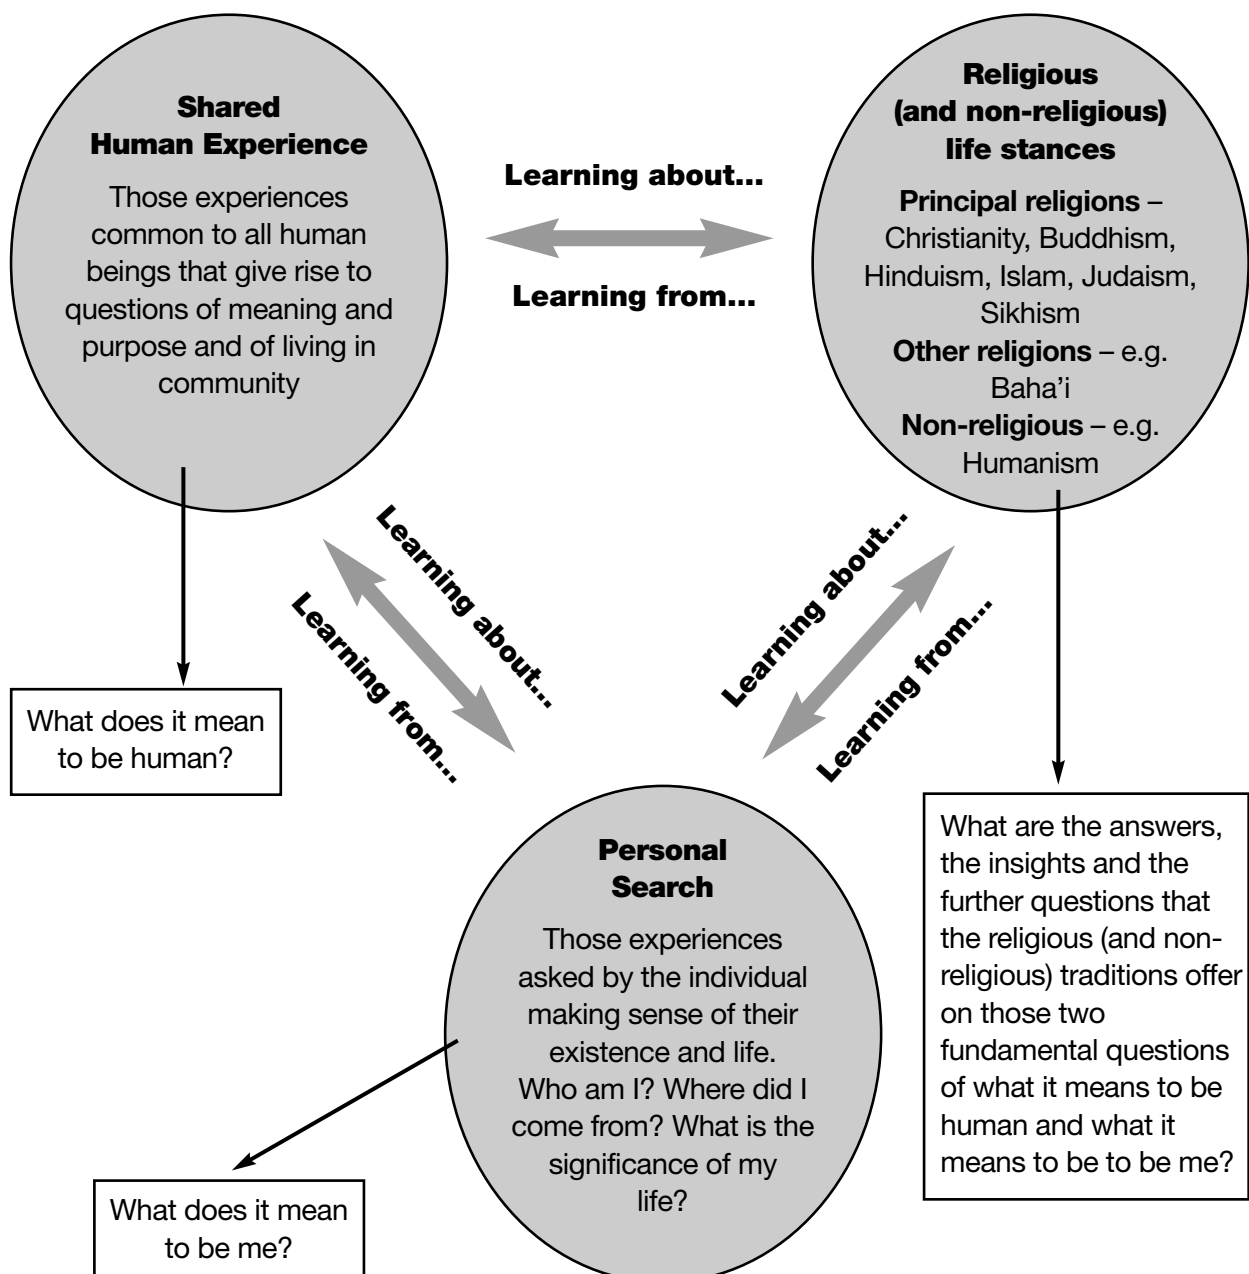 Shared
Human Experience
Those experiences
common to all human
beings that give rise to
questions of meaning and
purpose and of living in
community
Learning about...
Learning from...
Religious
(and non-religious)
life stances
Principal religions –
Christianity, Buddhism,
Hinduism, Islam, Judaism,
Sikhism
Other religions – e.g.
Baha’i
Non-religious – e.g.
Humanism
Learning about...
Learning from...
Learning about...
Learning from...
What does it mean
to be human?
Personal
Search
Those experiences
asked by the individual
making sense of their
existence and life.
Who am I? Where did I
come from? What is the
significance of my
life?
What are the answers,
the insights and the
further questions that
the religious (and non-
religious) traditions offer
on those two
fundamental questions
of what it means to be
human and what it
means to be to be me?
What does it mean
to be me?